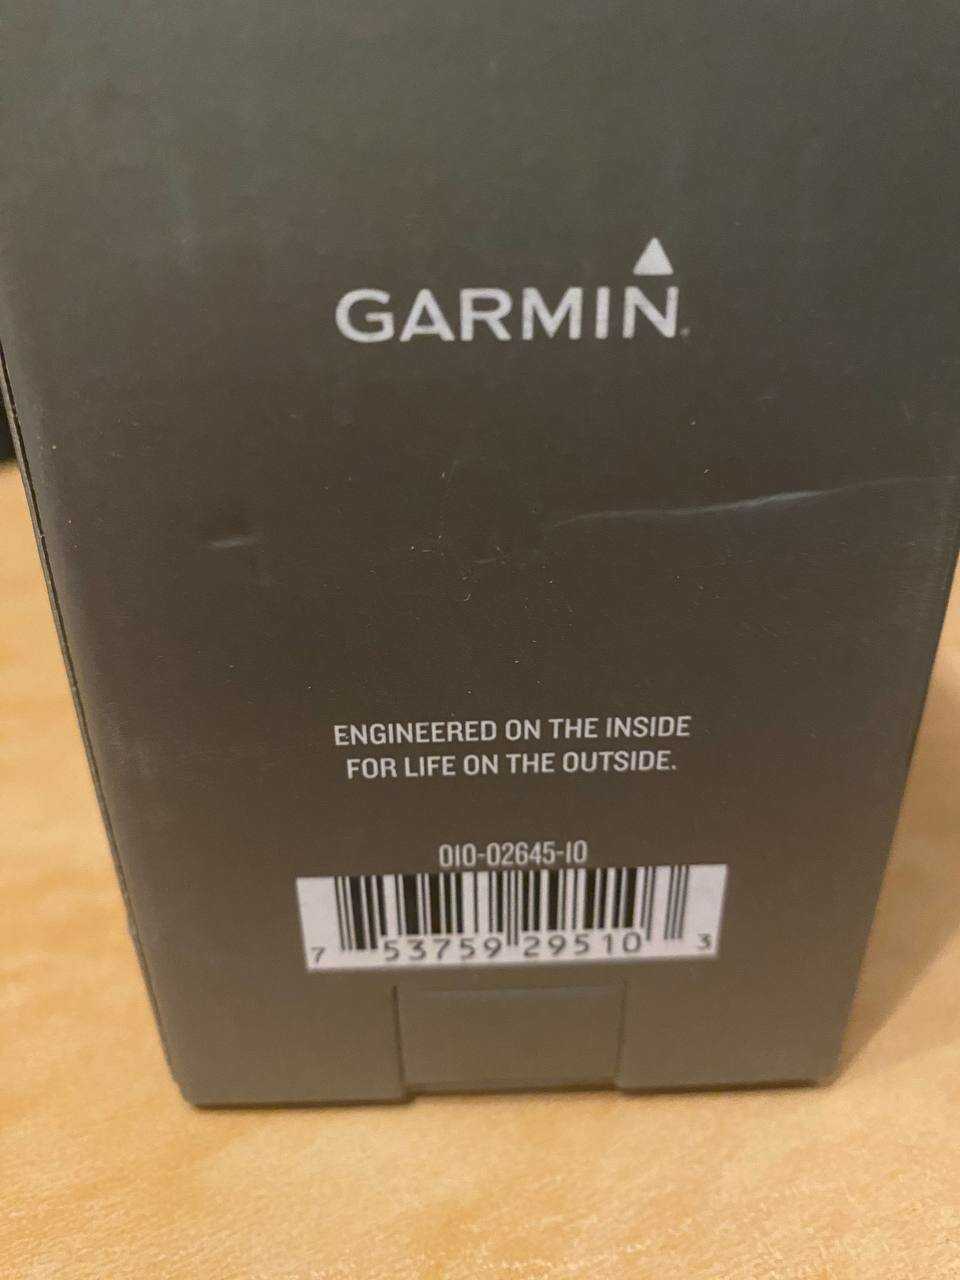 GARMIN.
ENGINEERED ON THE INSIDE
FOR LIFE ON THE OUTSIDE.
010-02645-10
7 53759 29510 3